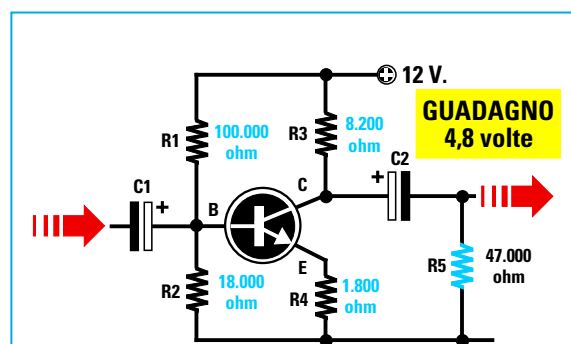 12 V.
GUADAGNO
4,8 volte
R1
100.000
ohm
R3
8.200
ohm
C1
+
B
C
+
C2
E
R2
18.000
ohm
R4
1.800
ohm
R5
47.000
ohm